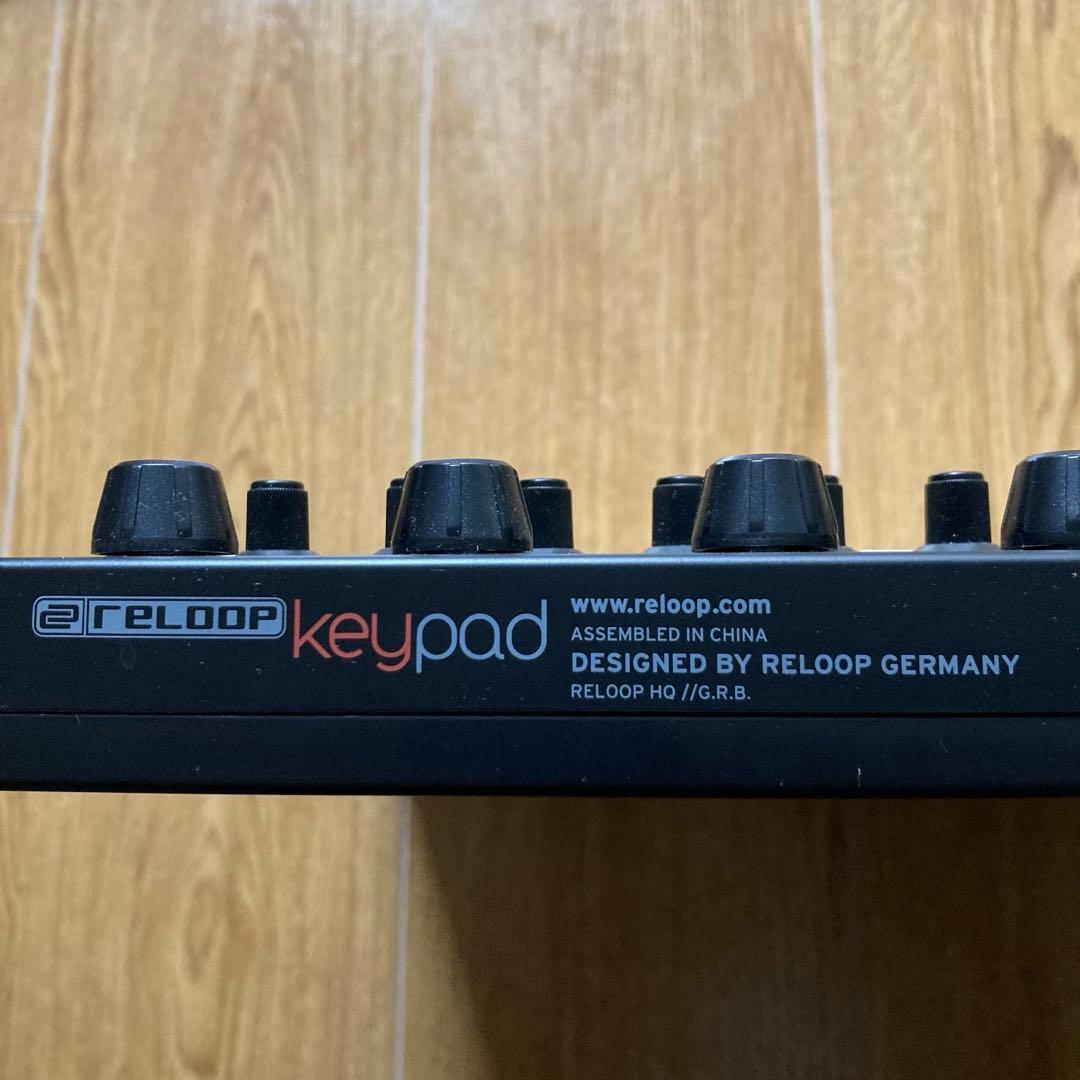 RELOOP keypad
www.reloop.com
ASSEMBLED IN CHINA
DESIGNED BY RELOOP GERMANY
RELOOP HQ //G.R.B.